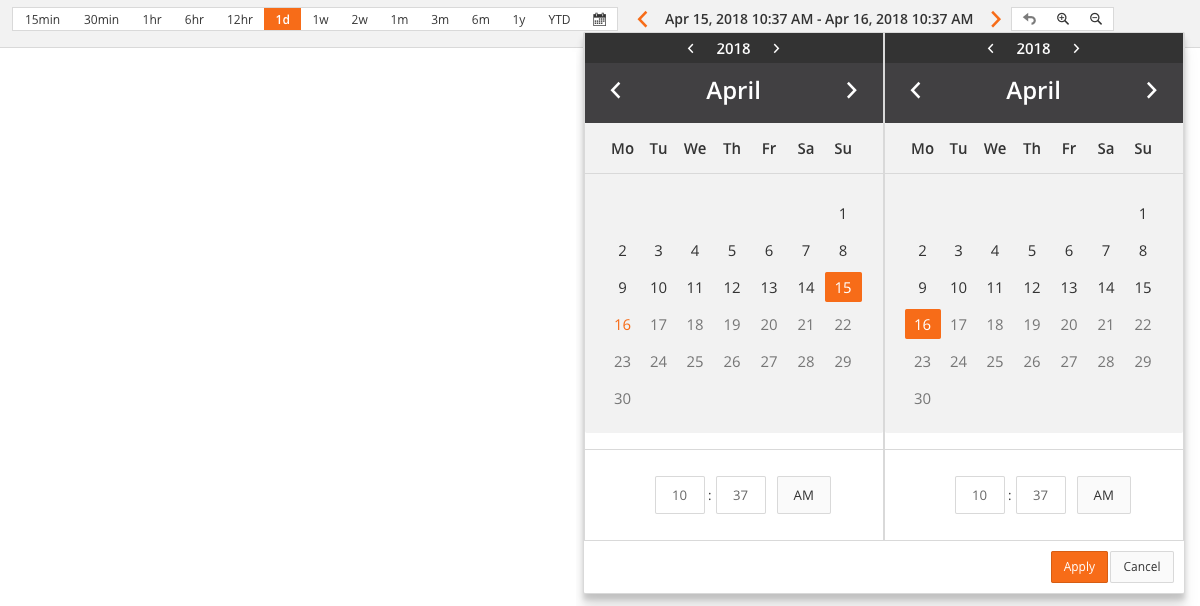 15min 30min 1hr 6hr 12hr 1d 1w 2w 1m 3m 6m 1y YTD Apr 15, 2018 10:37 AM - Apr 16, 2018 10:37 AM
2018
April
Mo Tu We Th Fr Sa Su
1
2 3 4 5 6 7 8
9 10 11 12 13 14 15
16 17 18 19 20 21 22
23 24 25 26 27 28 29
30
10 : 37 AM
2018
April
Mo Tu We Th Fr Sa Su
1
2 3 4 5 6 7 8
9 10 11 12 13 14 15
16 17 18 19 20 21 22
23 24 25 26 27 28 29
30
10 : 37 AM
Apply Cancel